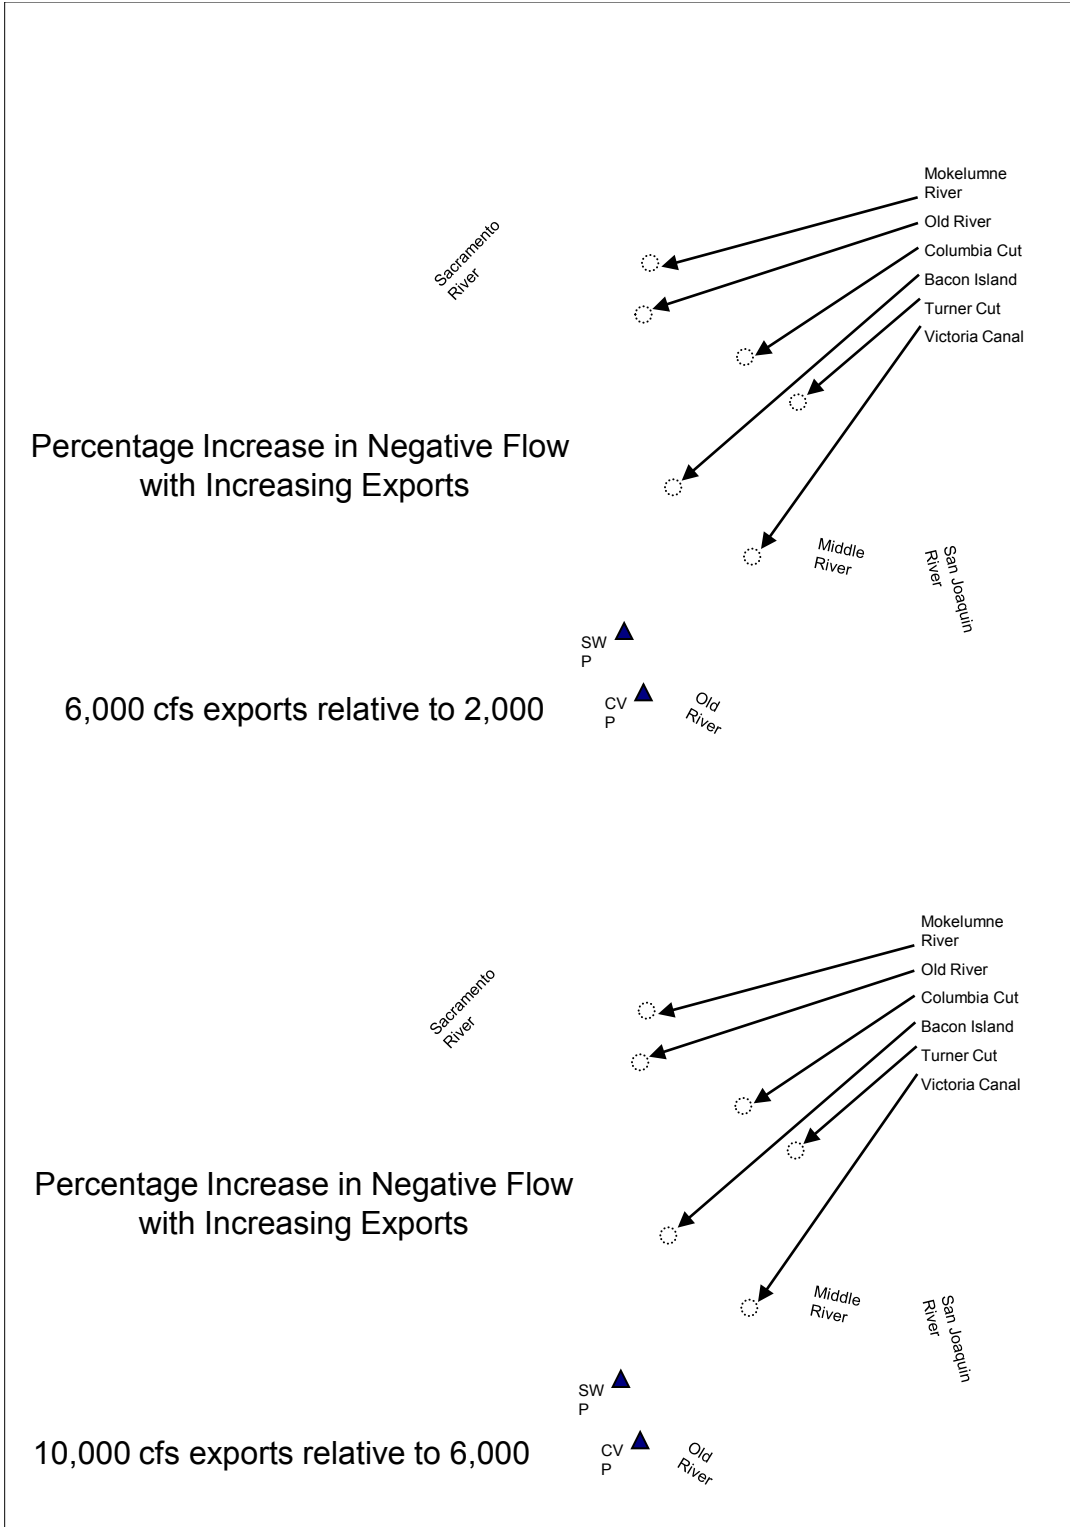 Mokelumne
River
Old River
Columbia Cut
Bacon Island
Turner Cut
Victoria Canal
Sacramento
River
Percentage Increase in Negative Flow
with Increasing Exports
Middle
River
San Joaquin
River
SW
P
6,000 cfs exports relative to 2,000
CV
P
Old
River
Mokelumne
River
Old River
Columbia Cut
Bacon Island
Turner Cut
Victoria Canal
Sacramento
River
Percentage Increase in Negative Flow
with Increasing Exports
Middle
River
San Joaquin
River
SW
P
10,000 cfs exports relative to 6,000
CV
P
Old
River